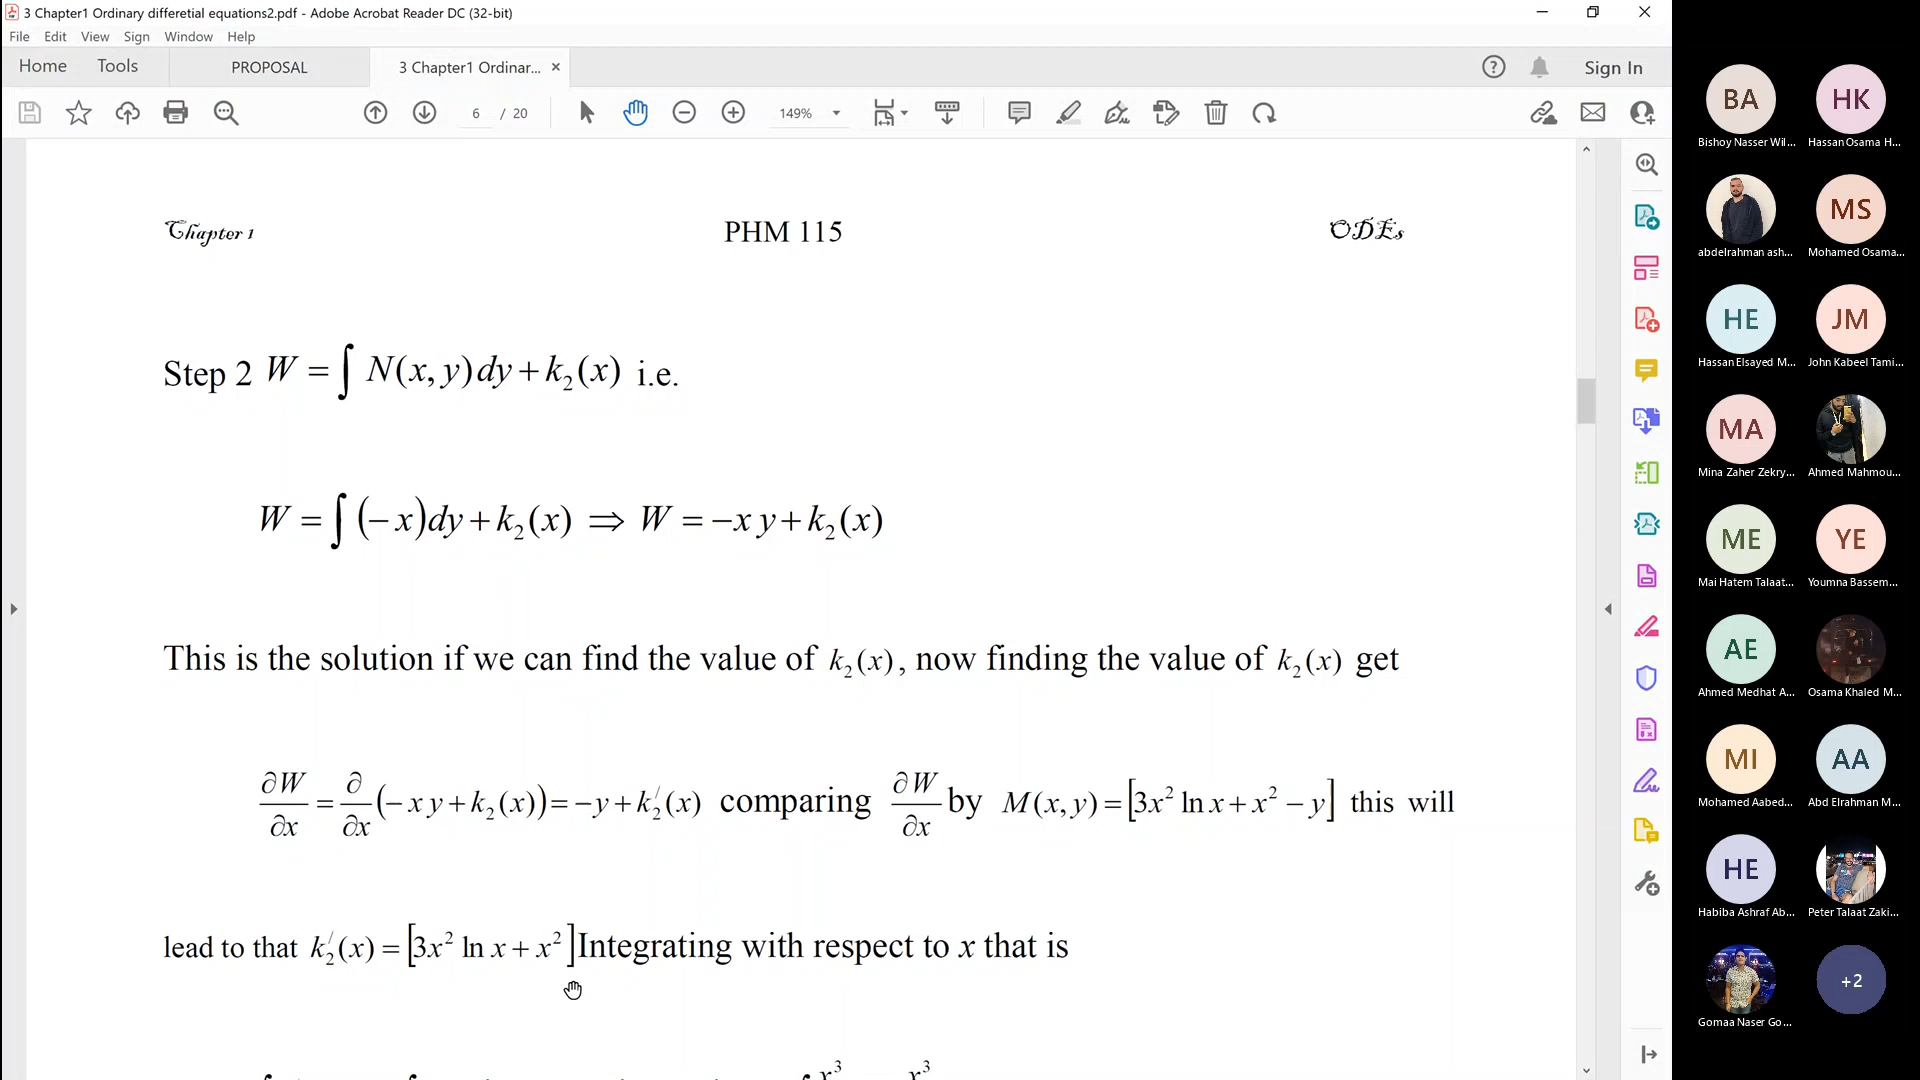 3 Chapter1 Ordinary differetial equations2.pdf - Adobe Acrobat Reader DC (32-bit)
File Edit View Sign Window Help
Home Tools PROPOSAL 3 Chapter1 Ordinar... × Sign In
6 / 20 149%
Chapter 1 PHM 115 ODEs
Step 2 W = ∫ N(x, y) dy + k₂(x) i.e.
W = ∫ (− x)dy + k₂(x) ⇒ W = −x y + k₂(x)
This is the solution if we can find the value of k₂(x), now finding the value of k₂(x) get
∂W/∂x = ∂/∂x (− x y + k₂(x)) = −y + k₂′(x) comparing ∂W/∂x by M(x, y) = [3x² ln x + x² − y] this will
lead to that k₂′(x) = [3x² ln x + x²]Integrating with respect to x that is
x³ x³
BA HK
Bishoy Nasser Wil... Hassan Osama H...
MS
abdelrahman ash... Mohamed Osama...
HE JM
Hassan Elsayed M... John Kabeel Tami...
MA
Mina Zaher Zekry... Ahmed Mahmou...
ME YE
Mai Hatem Talaat... Youmna Bassem...
AE
Ahmed Medhat A... Osama Khaled M...
MI AA
Mohamed Aabed... Abd Elrahman M...
HE
Habiba Ashraf Ab... Peter Talaat Zaki...
+2
Gomaa Naser Go...